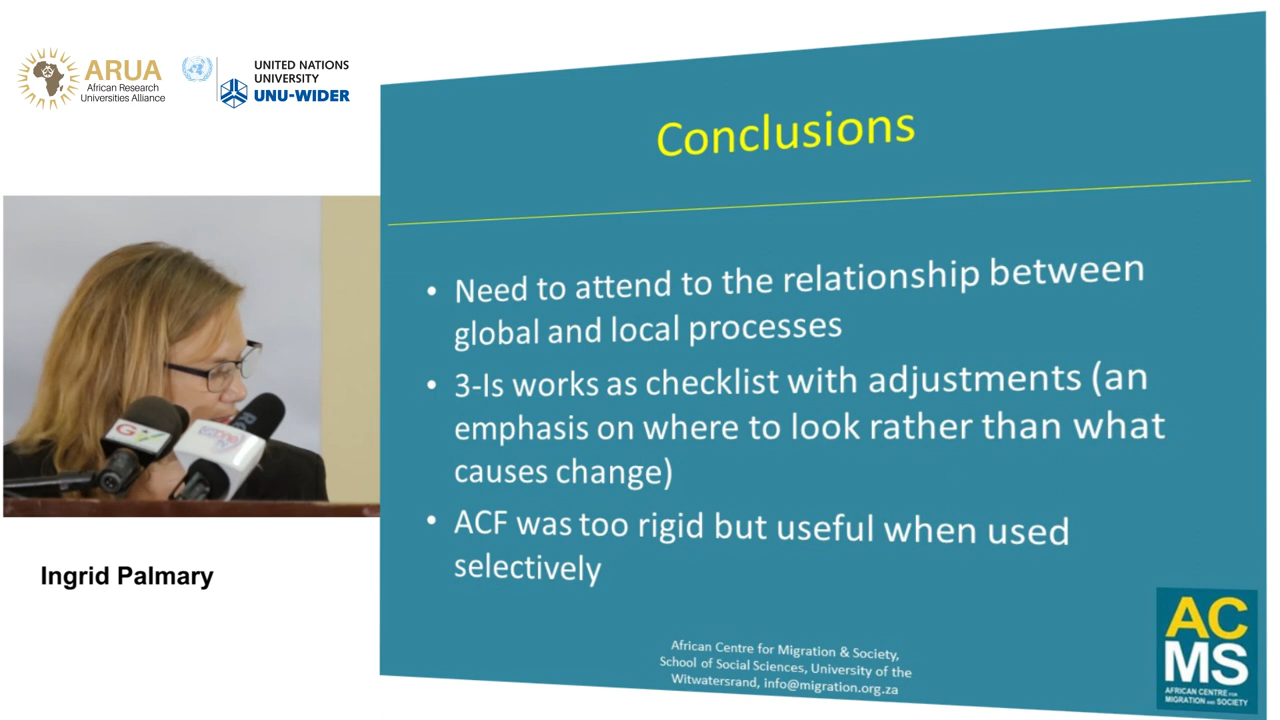 ARUA
African Research
Universities Alliance
UNITED NATIONS
UNIVERSITY
UNU-WIDER
Conclusions
• Need to attend to the relationship between
global and local processes
• 3-Is works as checklist with adjustments (an
emphasis on where to look rather than what
causes change)
• ACF was too rigid but useful when used
selectively
Ingrid Palmary
African Centre for Migration & Society,
School of Social Sciences, University of the
Witwatersrand, info@migration.org.za
AC
MS
AFRICAN CENTRE FOR
MIGRATION AND SOCIETY